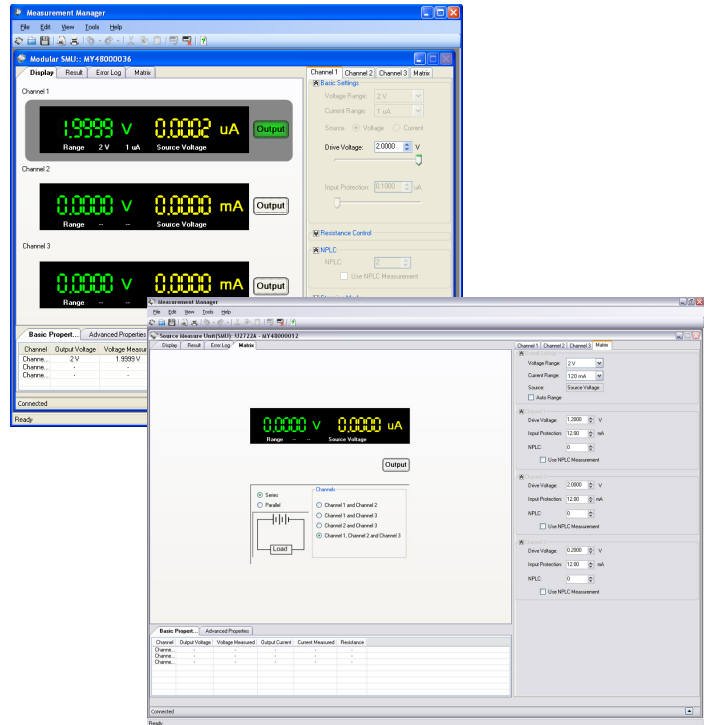 Measurement Manager
File Edit View Tools Help
Modular SMU:: MY48000036
Display Result Error Log Matrix
Channel 1
1.9999 V 0.0002 uA Output
Range 2 V 1 uA Source Voltage
Channel 2
0.0000 V 0.0000 mA Output
Range -- -- Source Voltage
Channel 3
0.0000 V 0.0000 mA Output
Range
Channel 1 Channel 2 Channel 3 Matrix
Basic Settings
Voltage Range: 2 V
Current Range: 1 uA
Source: Voltage Current
Drive Voltage: 2.0000 V
Input Protection: 0.1000 uA
Resistance Control
NPLC
NPLC: 2
Use NPLC Measurement
Basic Propert... Advanced Properties
Channel Output Voltage Voltage Measur
Channe... 2 V 1.9999 V
Channe... - -
Channe... - -
Connected
Ready
Measurement Manager
File Edit View Tools Help
Source Measure Unit(SMU): :U2722A - MY48000012
Display Result Error Log Matrix
0.0000 V 0.0000 uA
Range -- -- Source Voltage
Output
Series
Parallel
Load
Channels
Channel 1 and Channel 2
Channel 1 and Channel 3
Channel 2 and Channel 3
Channel 1, Channel 2 and Channel 3
Channel 1 Channel 2 Channel 3 Matrix
Voltage Range: 2 V
Current Range: 120 mA
Source: Source Voltage
Auto Range
Drive Voltage: 1.2000 V
Input Protection: 12.00 mA
NPLC: 0
Use NPLC Measurement
Drive Voltage: 2.0000 V
Input Protection: 12.00 mA
NPLC: 0
Use NPLC Measurement
Drive Voltage: 0.2000 V
Input Protection: 12.00 mA
NPLC: 0
Use NPLC Measurement
Basic Propert... Advanced Properties
Channel Output Voltage Voltage Measured Output Current Current Measured Resistance
Channe... - - - - -
Channe... - - - - -
Channe... - - - - -
Connected
Ready